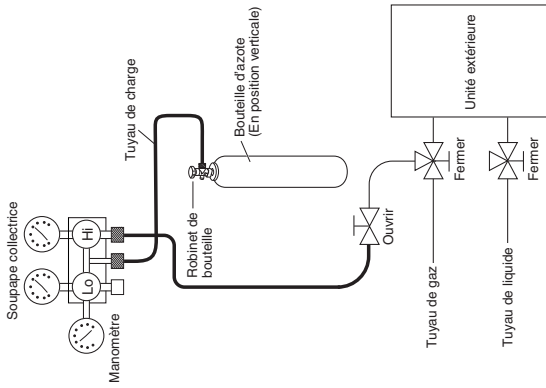 Soupape collectrice
Manomètre
Lo
Hi
Tuyau de charge
Robinet de
bouteille
Bouteille d'azote
(En position verticale)
Ouvrir
Unité extérieure
Fermer
Fermer
Tuyau de gaz
Tuyau de liquide